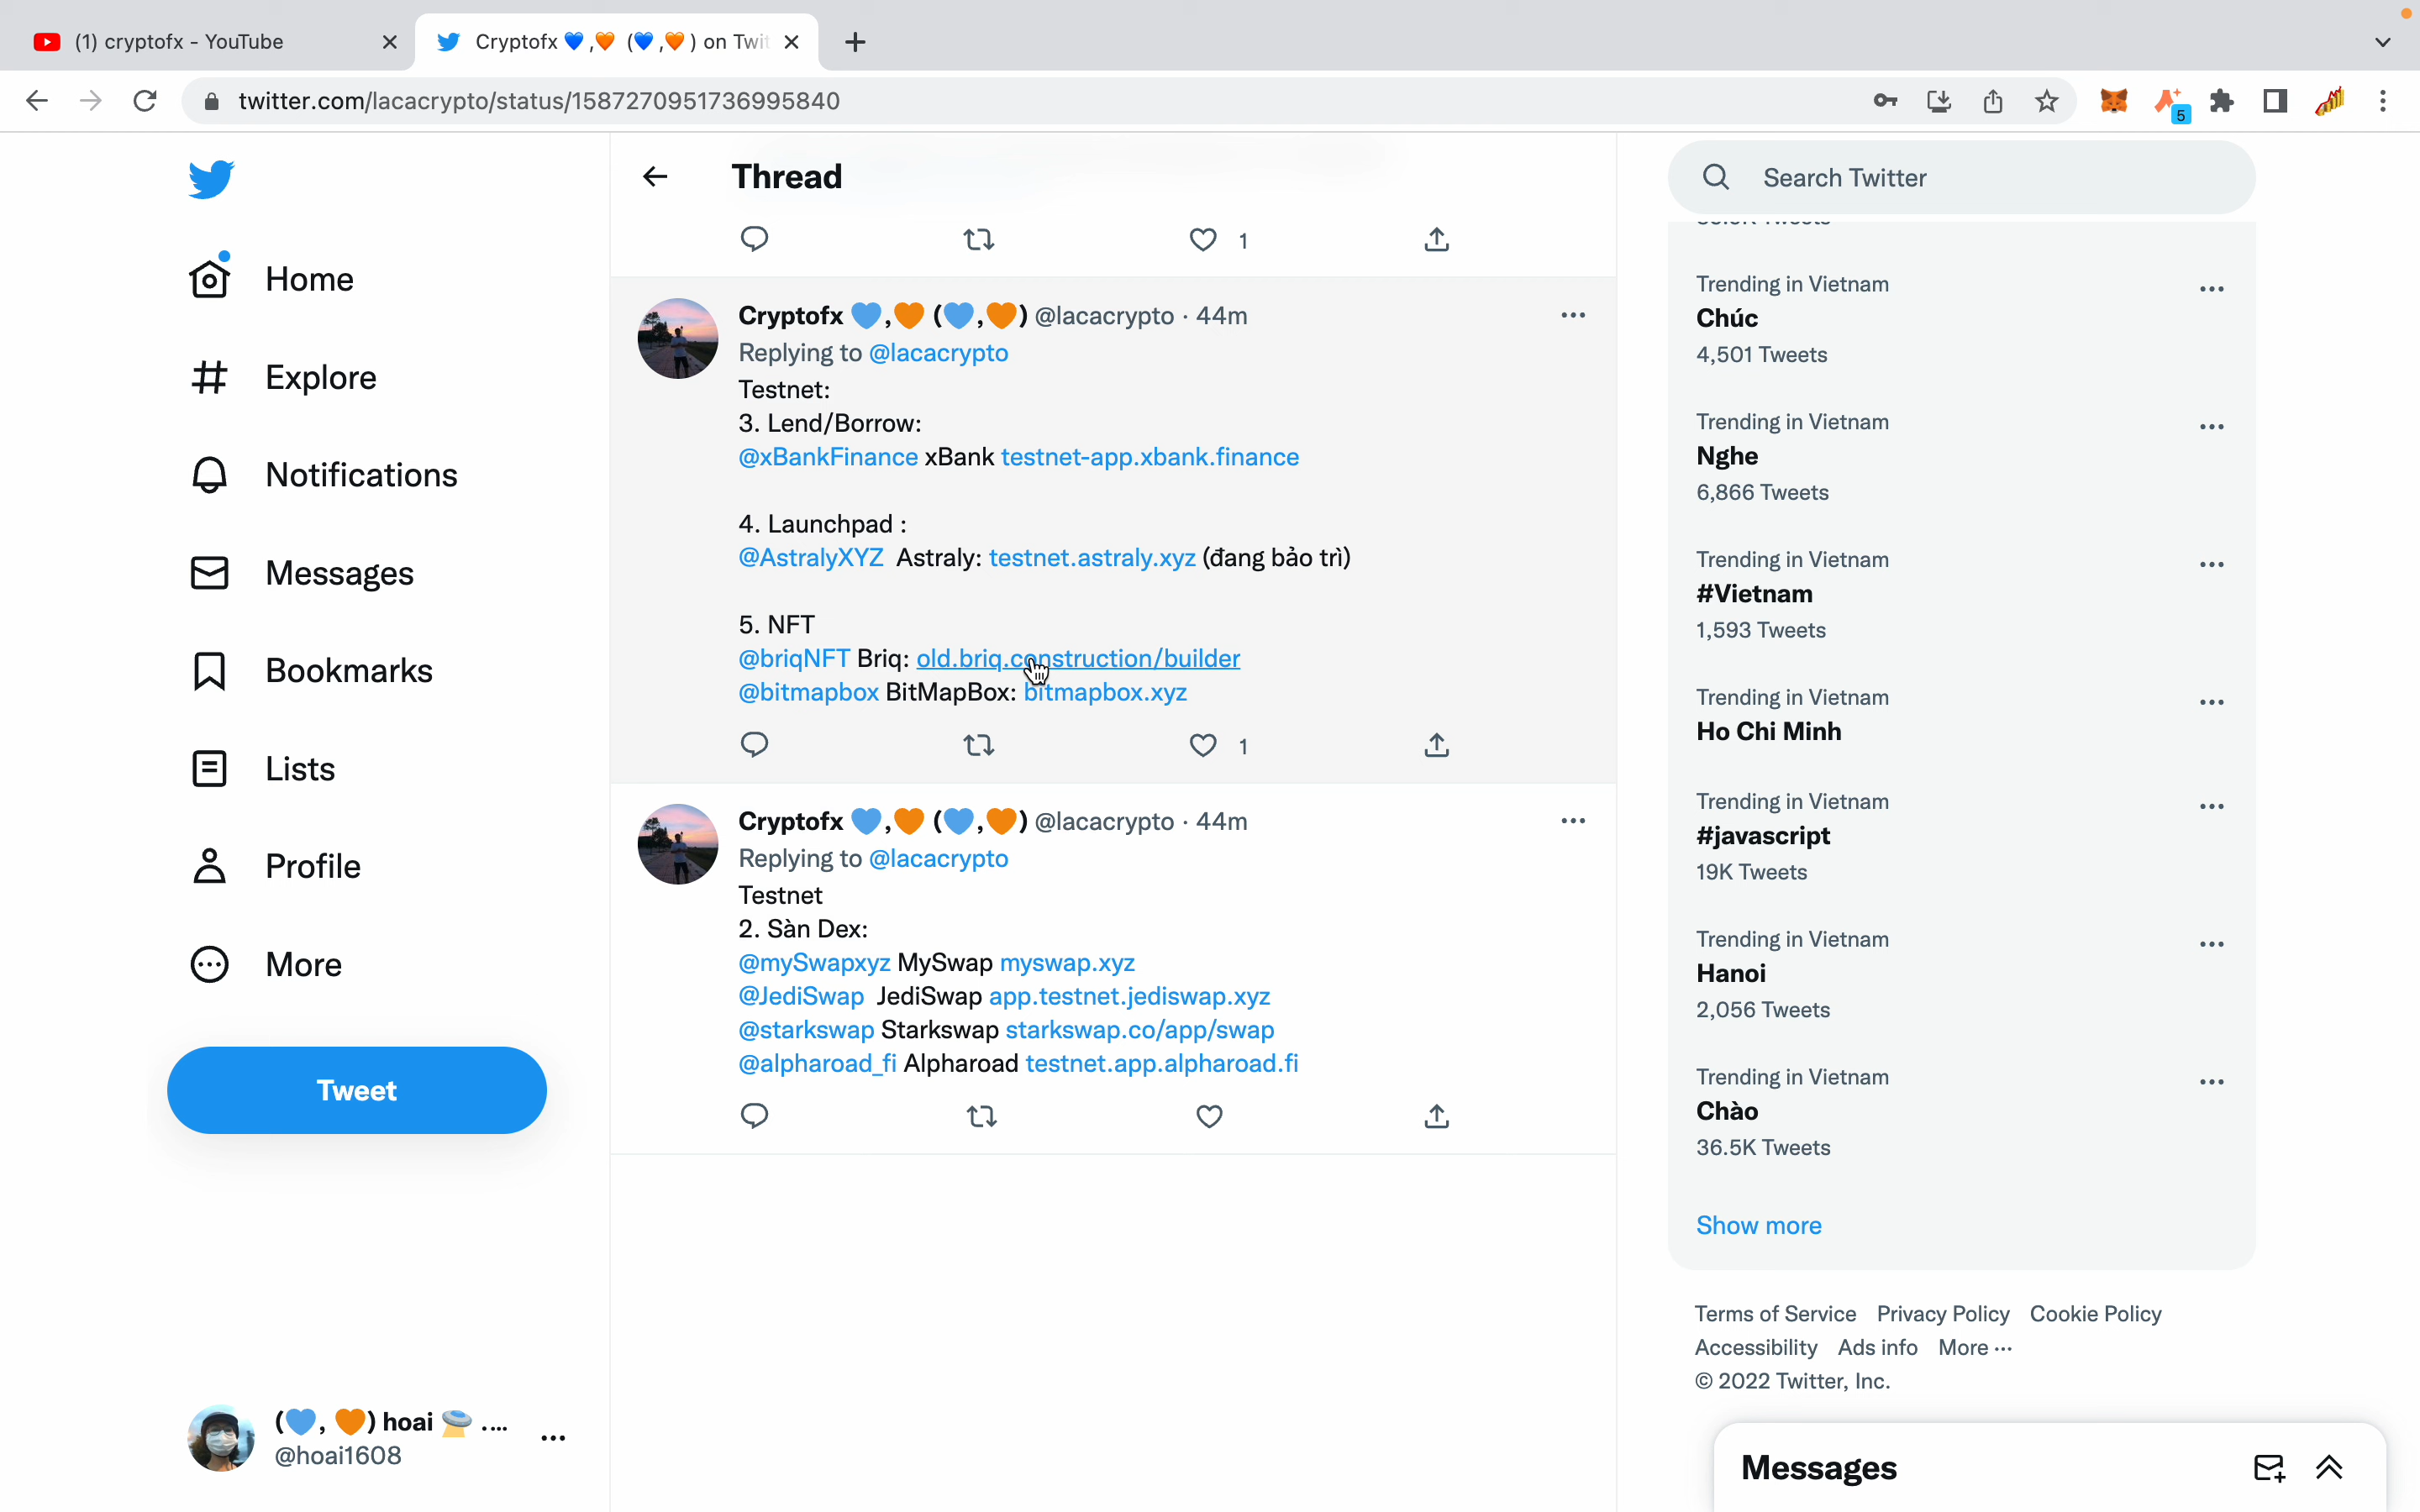 (1) cryptofx - YouTube
Cryptofx 💙,🧡 (💙,🧡) on Twit
twitter.com/lacacrypto/status/1587270951736995840
5
Home
Explore
Notifications
Messages
Bookmarks
Lists
Profile
More
Tweet
(💙, 🧡) hoai 🛸 ....
@hoai1608
Thread
1
Cryptofx 💙,🧡 (💙,🧡) @lacacrypto · 44m
Replying to @lacacrypto
Testnet:
3. Lend/Borrow:
@xBankFinance xBank testnet-app.xbank.finance
4. Launchpad :
@AstralyXYZ Astraly: testnet.astraly.xyz (đang bảo trì)
5. NFT
@briqNFT Briq: old.briq.construction/builder
@bitmapbox BitMapBox: bitmapbox.xyz
1
Cryptofx 💙,🧡 (💙,🧡) @lacacrypto · 44m
Replying to @lacacrypto
Testnet
2. Sàn Dex:
@mySwapxyz MySwap myswap.xyz
@JediSwap JediSwap app.testnet.jediswap.xyz
@starkswap Starkswap starkswap.co/app/swap
@alpharoad_fi Alpharoad testnet.app.alpharoad.fi
Search Twitter
Trending in Vietnam
Chúc
4,501 Tweets
Trending in Vietnam
Nghe
6,866 Tweets
Trending in Vietnam
#Vietnam
1,593 Tweets
Trending in Vietnam
Ho Chi Minh
Trending in Vietnam
#javascript
19K Tweets
Trending in Vietnam
Hanoi
2,056 Tweets
Trending in Vietnam
Chào
36.5K Tweets
Show more
Terms of Service Privacy Policy Cookie Policy
Accessibility Ads info More ···
© 2022 Twitter, Inc.
Messages